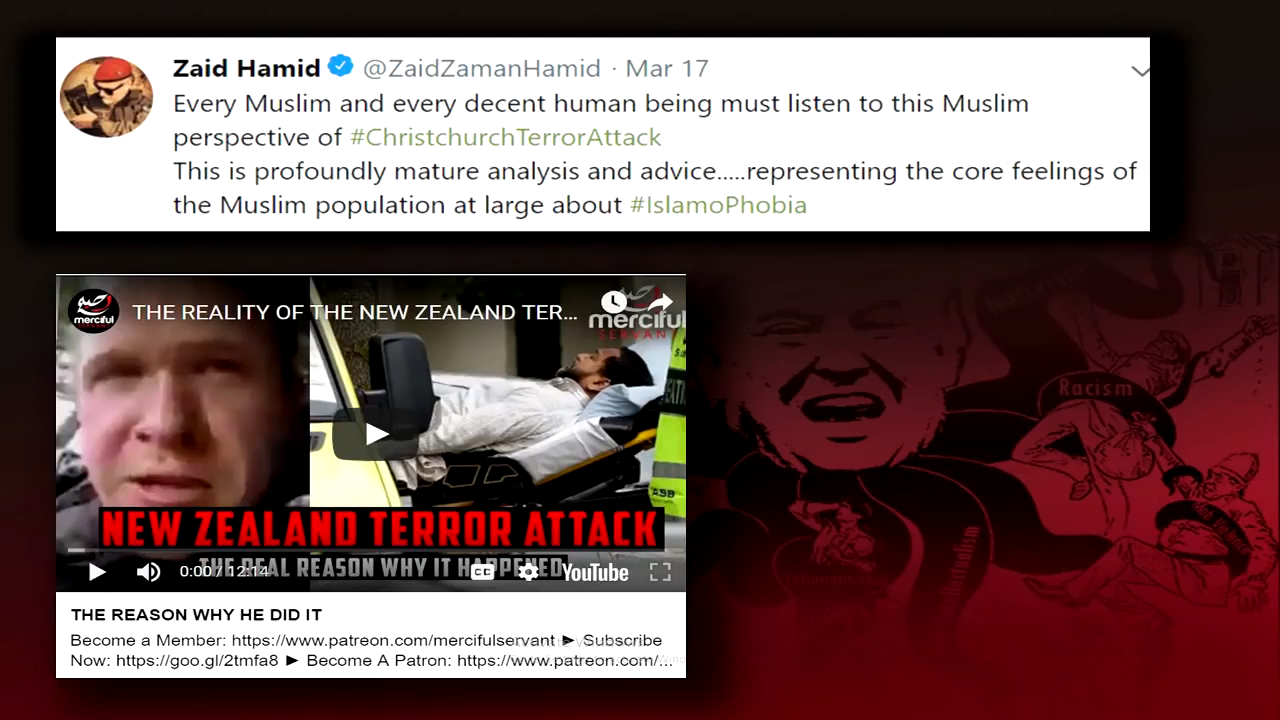 Zaid Hamid @ZaidZamanHamid · Mar 17
Every Muslim and every decent human being must listen to this Muslim
perspective of #ChristchurchTerrorAttack
This is profoundly mature analysis and advice.....representing the core feelings of
the Muslim population at large about #IslamoPhobia
merciful
SERVANT
THE REALITY OF THE NEW ZEALAND TER...
merciful
SERVANT
Racism
NEW ZEALAND TERROR ATTACK
THE REAL REASON WHY IT HAPPENED
0:00 / 12:14
CC
YouTube
THE REASON WHY HE DID IT
Become a Member: https://www.patreon.com/mercifulservant ► Subscribe
Now: https://goo.gl/2tmfa8 ► Become A Patron: https://www.patreon.com/...